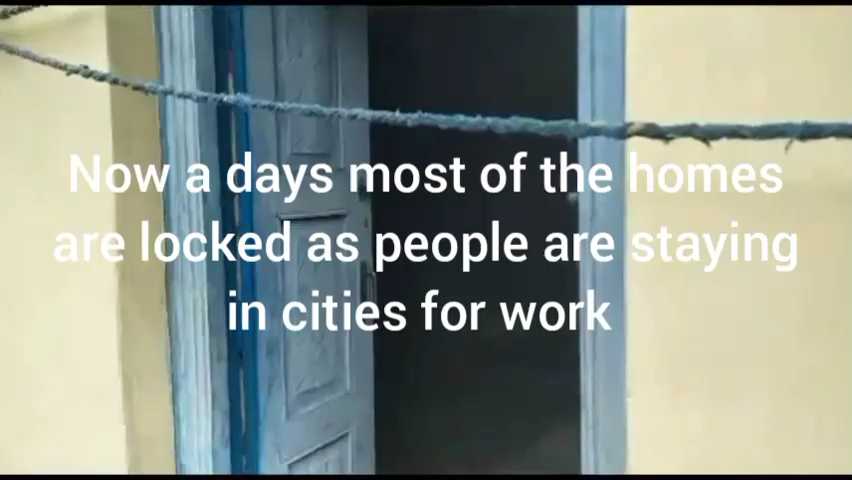 Now a days most of the homes
are locked as people are staying
in cities for work